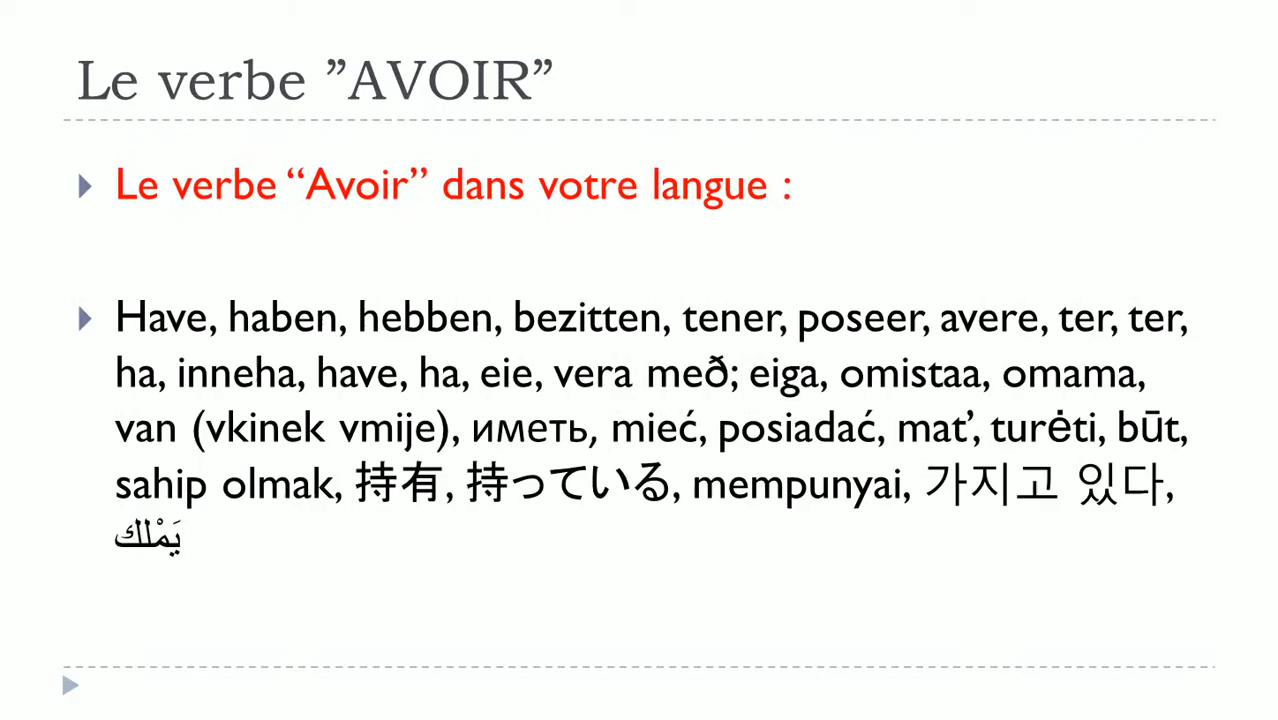 Le verbe ”AVOIR”
Le verbe “Avoir” dans votre langue :
Have, haben, hebben, bezitten, tener, poseer, avere, ter, ter,
ha, inneha, have, ha, eie, vera með; eiga, omistaa, omama,
van (vkinek vmije), иметь, mieć, posiadać, mat’, turėti, būt,
sahip olmak, 持有, 持っている, mempunyai, 가지고 있다,
يَمْلك